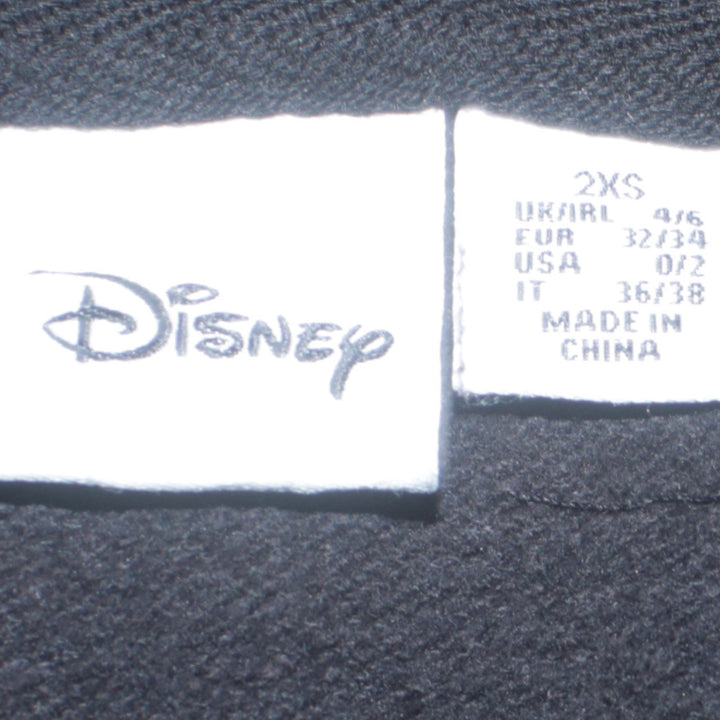 Disney
2XS
UK/IRL 4/6
EUR 32/34
USA 0/2
IT 36/38
MADE IN
CHINA